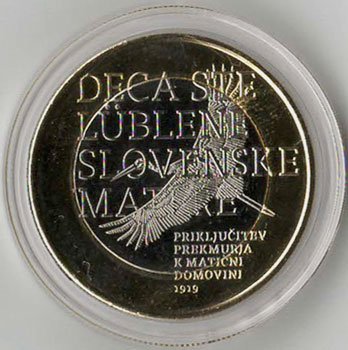 DECA STE
LÜBLENE
SLOVENSKE
MATERE
PRIKLJUČITEV
PREKMURJA
K MATIČNI
DOMOVINI
1919